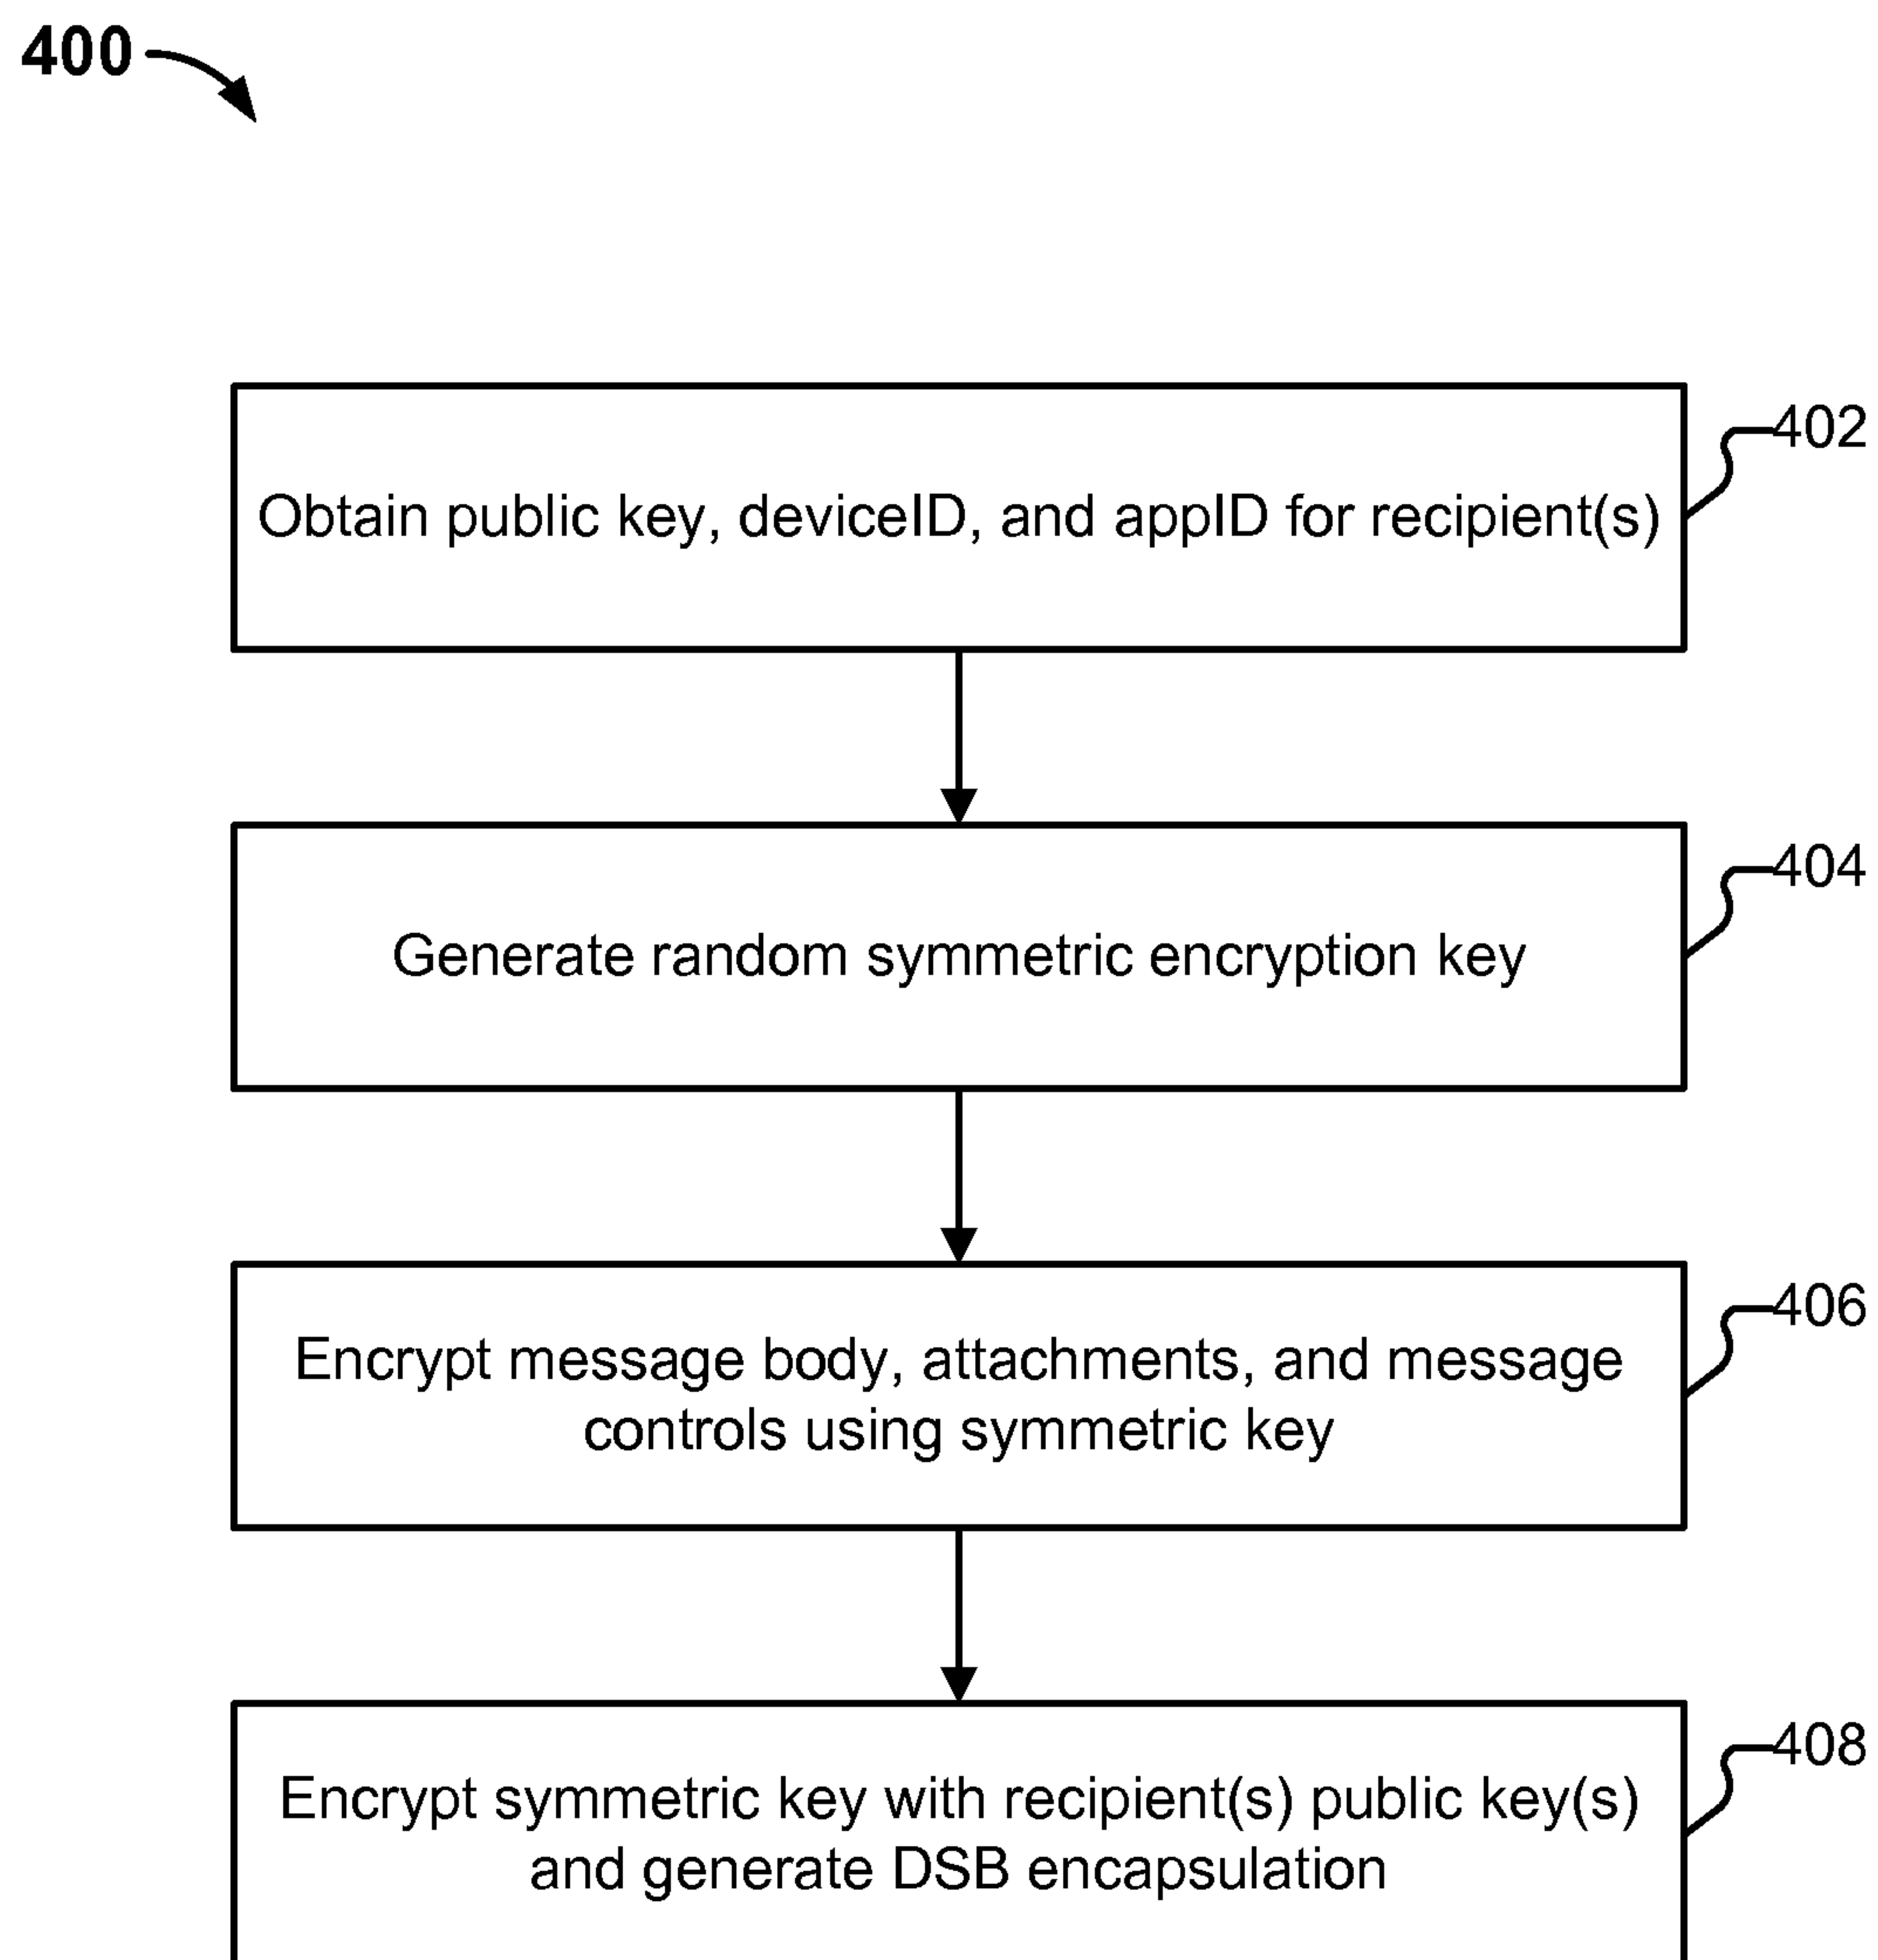 400
402
Obtain public key, deviceID, and appID for recipient(s)
404
Generate random symmetric encryption key
406
Encrypt message body, attachments, and message
controls using symmetric key
408
Encrypt symmetric key with recipient(s) public key(s)
and generate DSB encapsulation